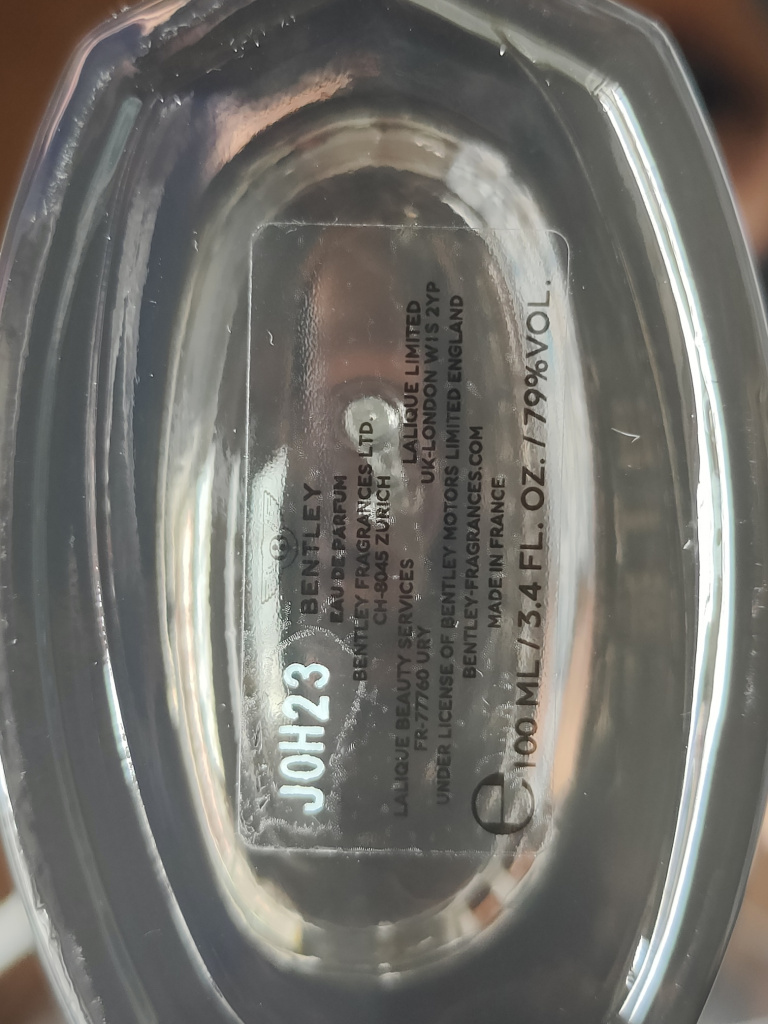 JOH23
BENTLEY
EAU DE PARFUM
BENTLEY FRAGRANCES LTD.
CH-8045 ZURICH
LALIQUE BEAUTY SERVICES LALIQUE LIMITED
FR-77760 URY UK-LONDON W1S 2YP
UNDER LICENSE OF BENTLEY MOTORS LIMITED ENGLAND
BENTLEY-FRAGRANCES.COM
MADE IN FRANCE
e 100 ML / 3.4 FL. OZ. / 79%VOL.